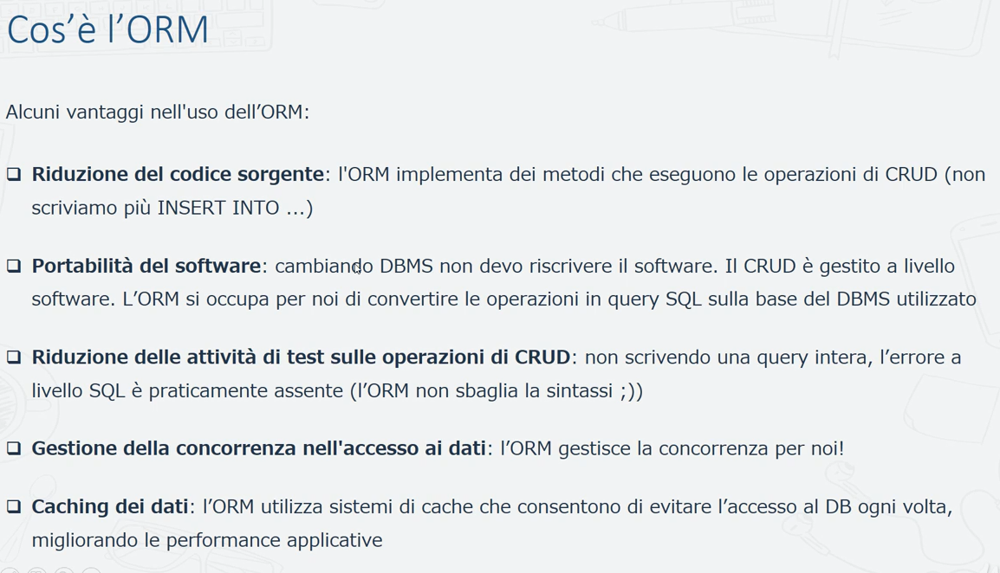 Cos’è l’ORM
Alcuni vantaggi nell'uso dell’ORM:
❑ Riduzione del codice sorgente: l'ORM implementa dei metodi che eseguono le operazioni di CRUD (non
scriviamo più INSERT INTO ...)
❑ Portabilità del software: cambiando DBMS non devo riscrivere il software. Il CRUD è gestito a livello
software. L’ORM si occupa per noi di convertire le operazioni in query SQL sulla base del DBMS utilizzato
❑ Riduzione delle attività di test sulle operazioni di CRUD: non scrivendo una query intera, l’errore a
livello SQL è praticamente assente (l’ORM non sbaglia la sintassi ;))
❑ Gestione della concorrenza nell'accesso ai dati: l’ORM gestisce la concorrenza per noi!
❑ Caching dei dati: l’ORM utilizza sistemi di cache che consentono di evitare l’accesso al DB ogni volta,
migliorando le performance applicative